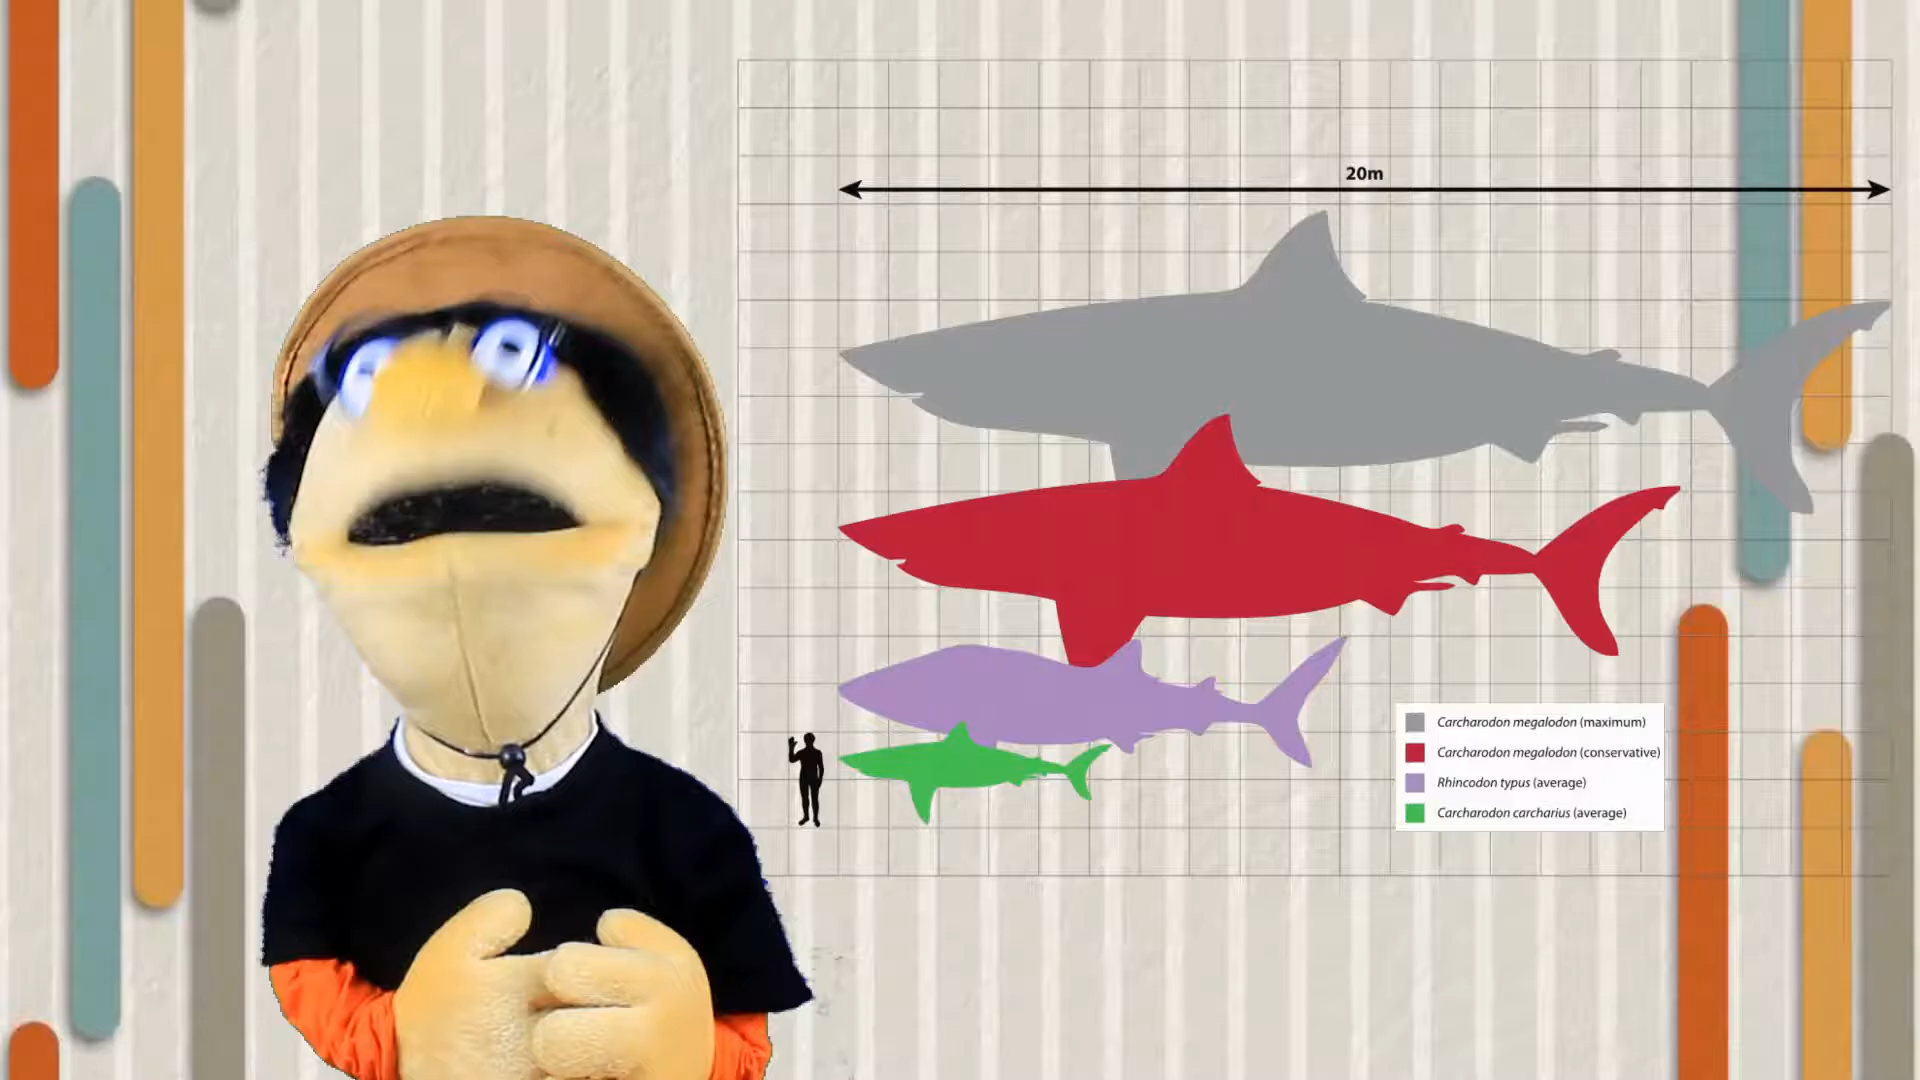 20m
Carcharodon megalodon (maximum)
Carcharodon megalodon (conservative)
Rhincodon typus (average)
Carcharodon carcharius (average)